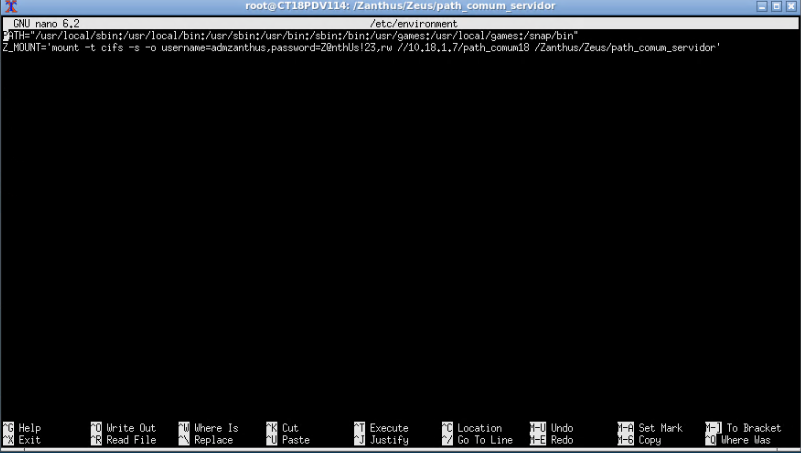 root@CT18PDV114: /Zanthus/Zeus/path_comum_servidor
GNU nano 6.2 /etc/environment
PATH="/usr/local/sbin:/usr/local/bin:/usr/sbin:/usr/bin:/sbin:/bin:/usr/games:/usr/local/games:/snap/bin"
Z_MOUNT='mount -t cifs -s -o username=admzanthus,password=Z@nthUs!23,rw //10.18.1.7/path_comum18 /Zanthus/Zeus/path_comum_servidor'
^G Help ^O Write Out ^W Where Is ^K Cut ^T Execute ^C Location M-U Undo M-A Set Mark M-] To Bracket
^X Exit ^R Read File ^\ Replace ^U Paste ^J Justify ^/ Go To Line M-E Redo M-6 Copy ^Q Where Was